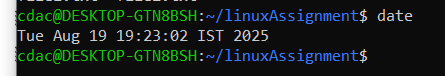 cdac@DESKTOP-GTN8BSH:~/linuxAssignment$ date
Tue Aug 19 19:23:02 IST 2025
cdac@DESKTOP-GTN8BSH:~/linuxAssignment$